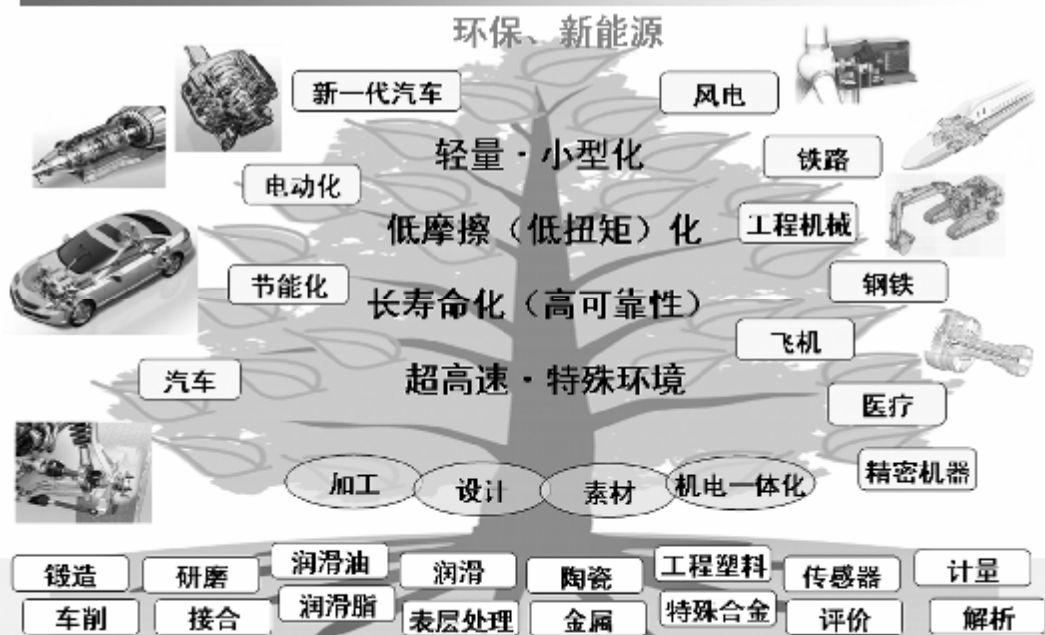 环保、新能源
新一代汽车
风电
轻量·小型化
铁路
电动化
低摩擦（低扭矩）化
工程机械
节能化
长寿命化（高可靠性）
钢铁
飞机
汽车
超高速·特殊环境
医疗
精密机器
加工
设计
素材
机电一体化
锻造
研磨
润滑油
润滑
陶瓷
工程塑料
传感器
计量
车削
接合
润滑脂
表层处理
金属
特殊合金
评价
解析